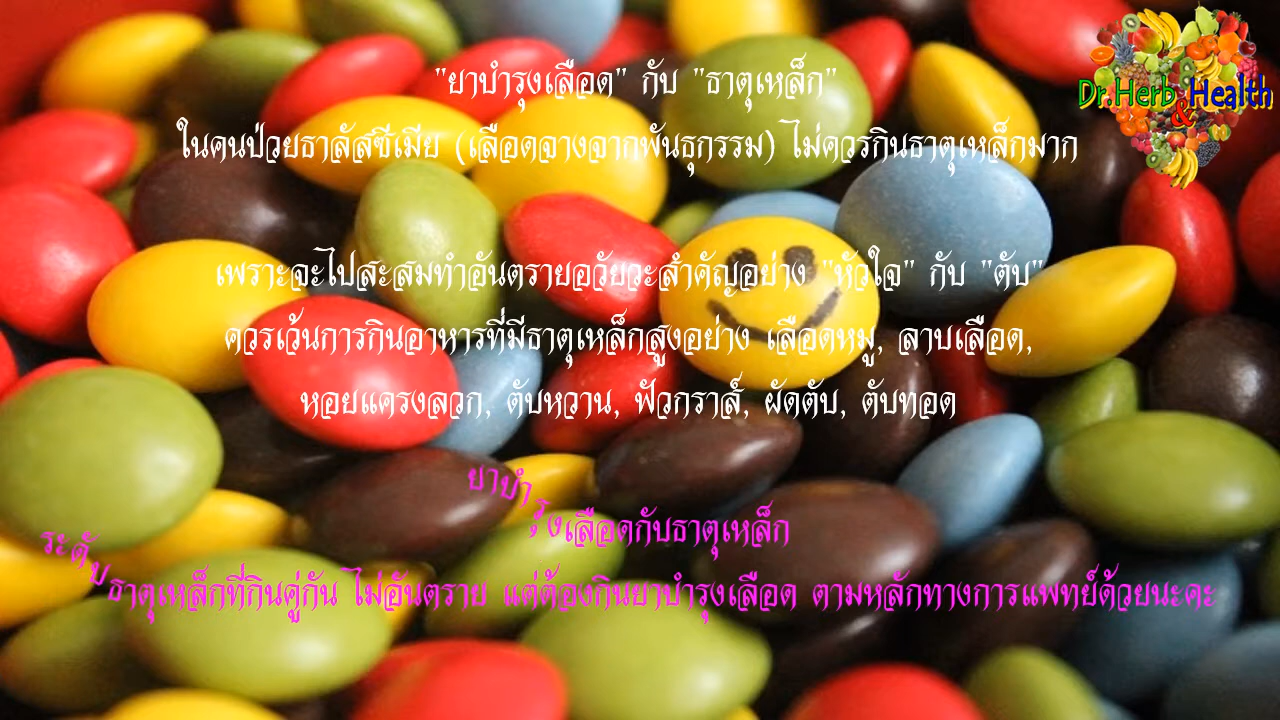 "ยาบำรุงเลือด" กับ "ธาตุเหล็ก"
Dr.Herb & Health
ในคนป่วยธาลัสซีเมีย (เลือดจางจากพันธุกรรม) ไม่ควรกินธาตุเหล็กมาก
เพราะจะไปสะสมทำอันตรายอวัยวะสำคัญอย่าง "หัวใจ" กับ "ตับ"
ควรเว้นการกินอาหารที่มีธาตุเหล็กสูงอย่าง เลือดหมู, ลาบเลือด,
หอยแครงลวก, ตับหวาน, ฟัวกราส์, ผัดตับ, ตับทอด
ยาบำรุงเลือดกับธาตุเหล็ก
ระดับธาตุเหล็กที่กินคู่กัน ไม่อันตราย แต่ต้องกินยาบำรุงเลือด ตามหลักทางการแพทย์ด้วยนะคะ